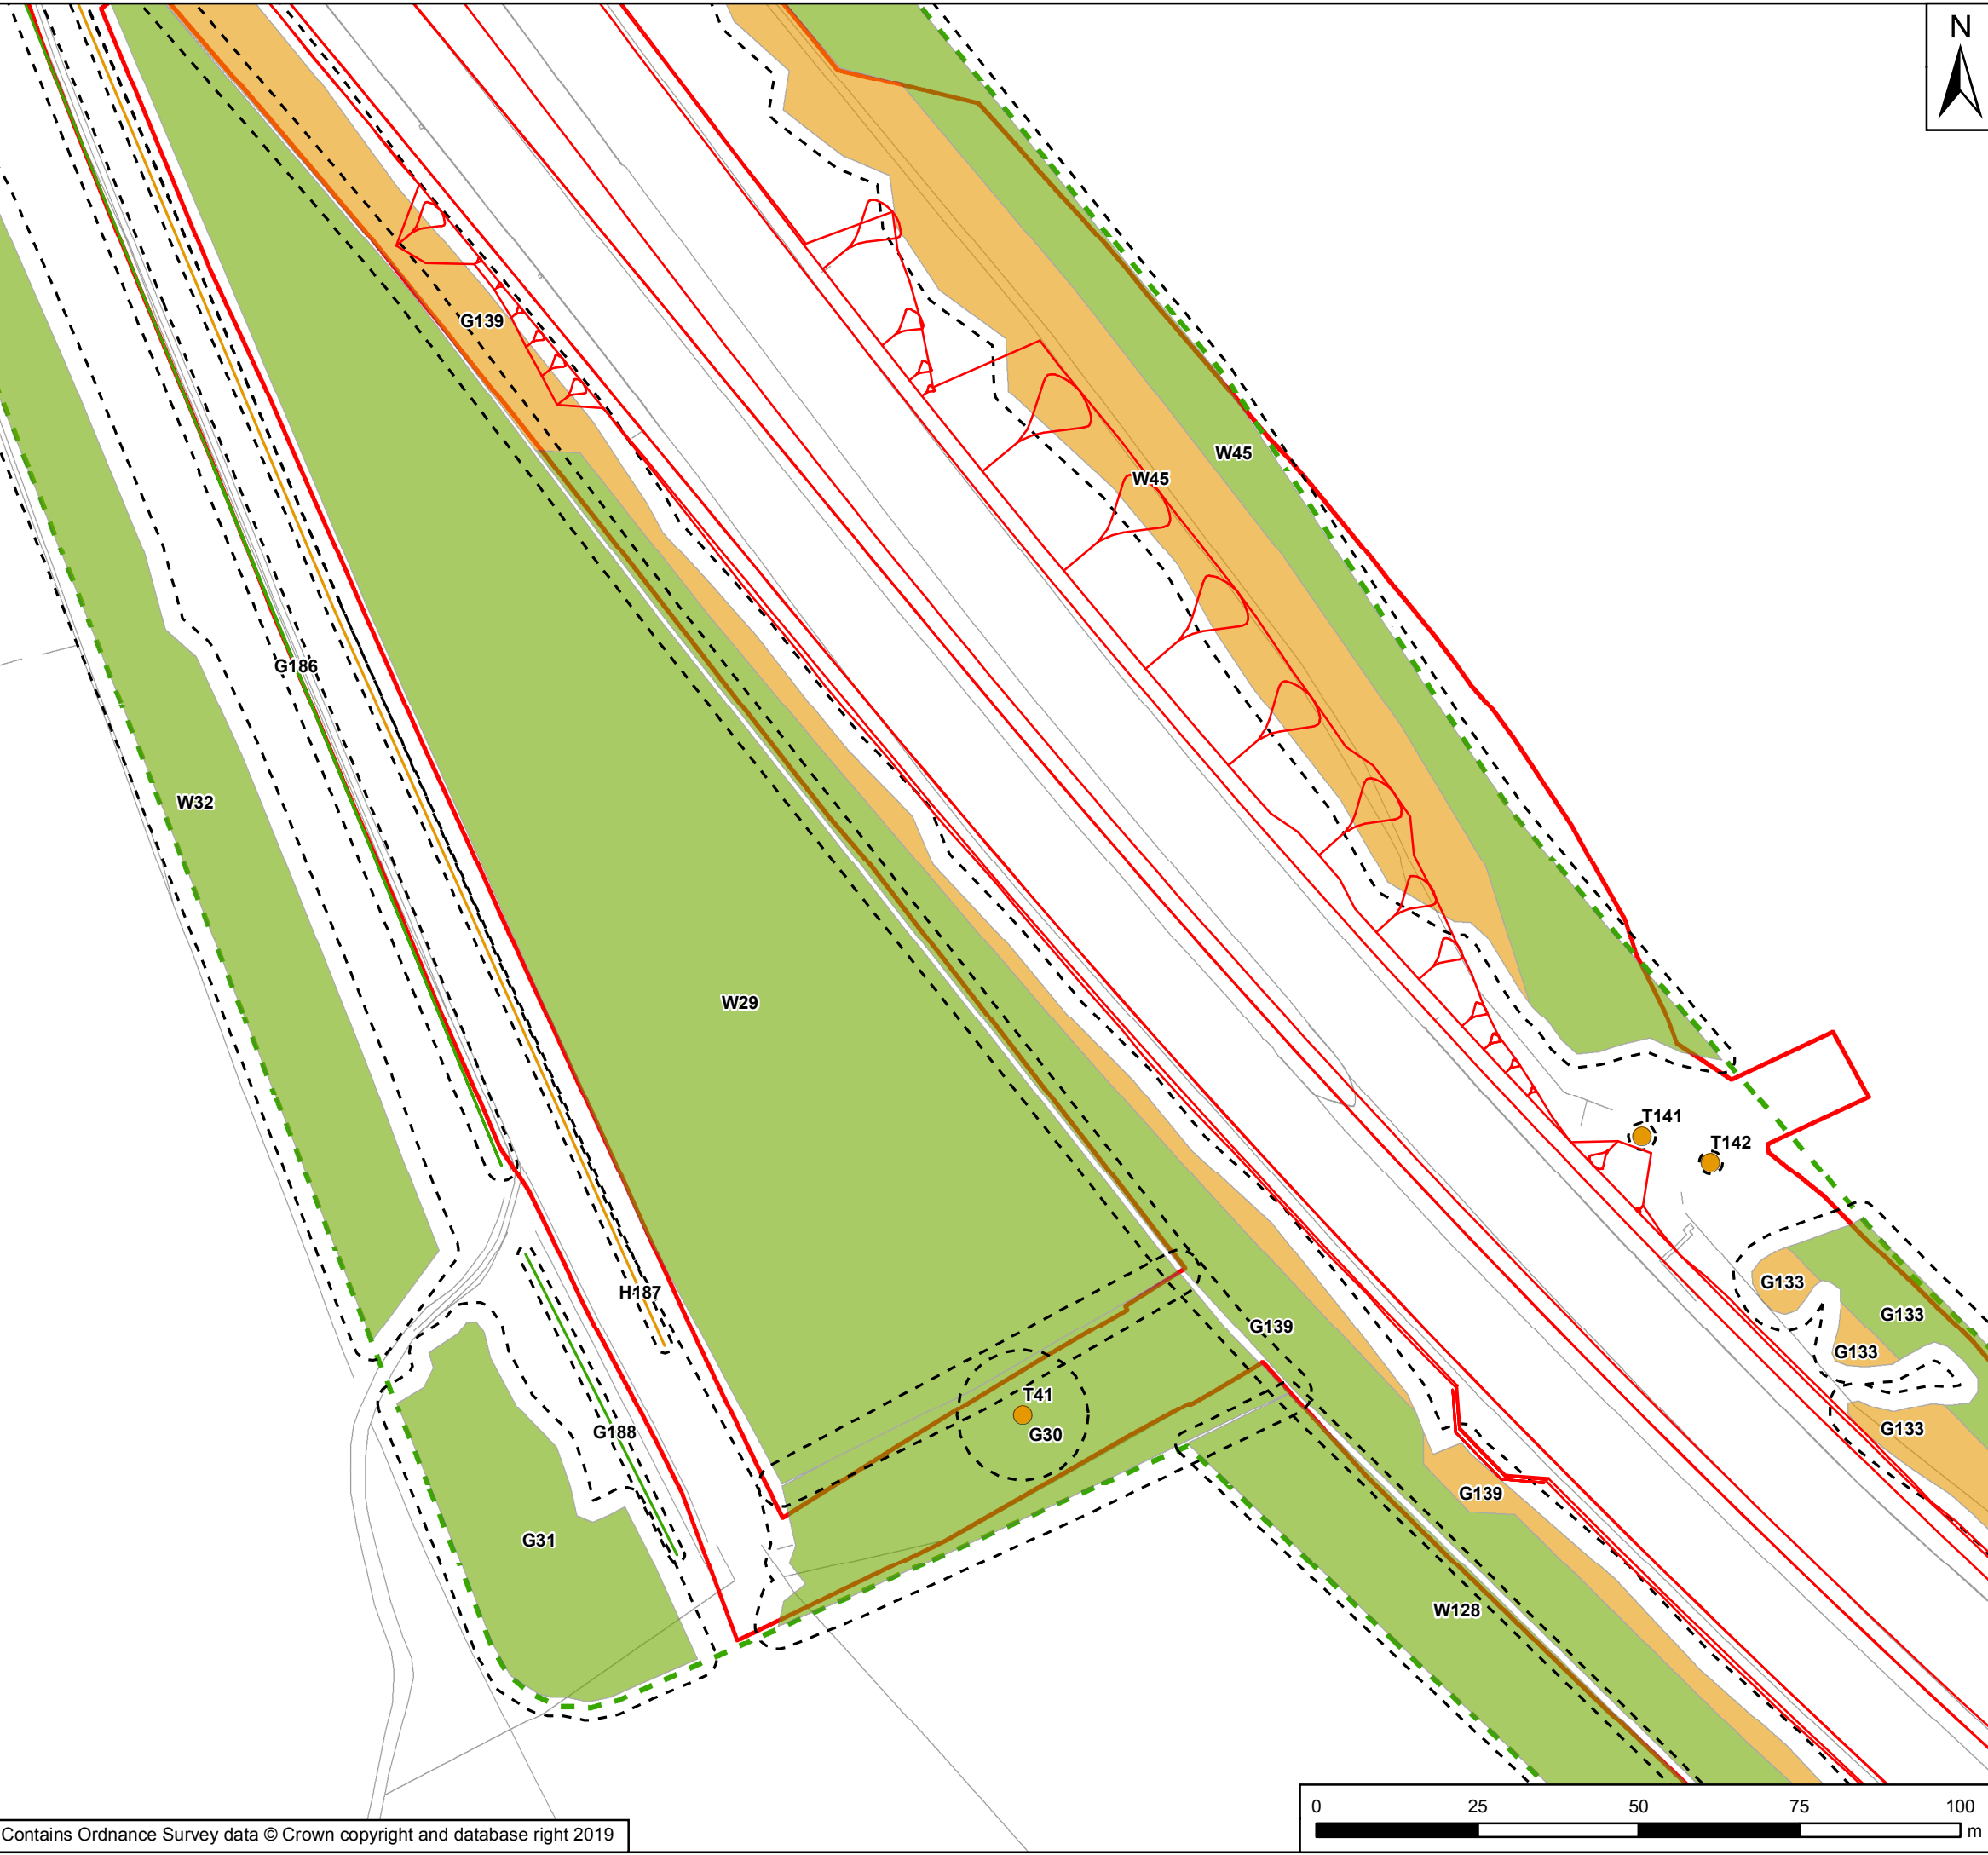 N
G139
W45
W45
G186
W32
W29
T141
T142
G133
H187
G133
G139
G133
T41
G30
G133
G188
G139
G31
W128
0 25 50 75 100
m
Contains Ordnance Survey data © Crown copyright and database right 2019